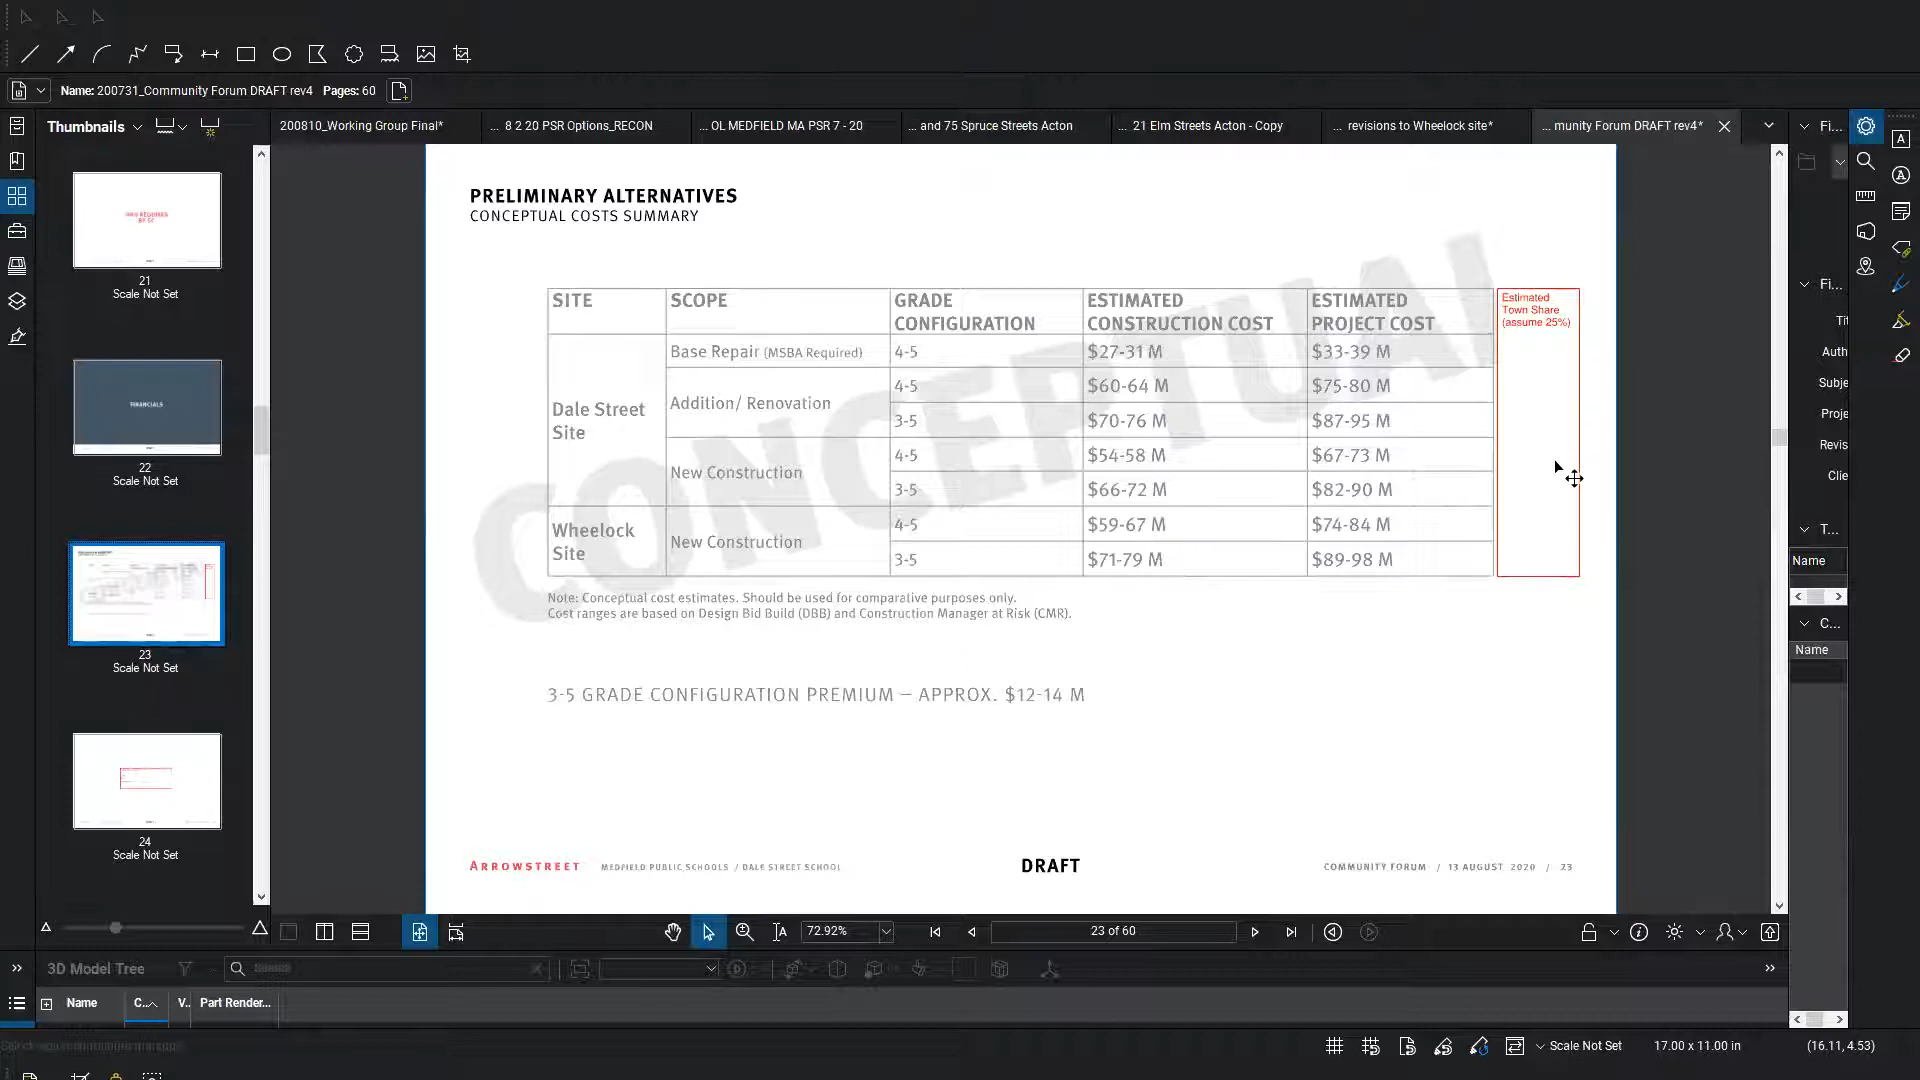 Name: 200731_Community Forum DRAFT rev4 Pages: 60
Thumbnails
200810_Working Group Final*
... 8 2 20 PSR Options_RECON
... OL MEDFIELD MA PSR 7 - 20
... and 75 Spruce Streets Acton
... 21 Elm Streets Acton - Copy
... revisions to Wheelock site*
... munity Forum DRAFT rev4*
Fi...
21
Scale Not Set
FINANCIALS
22
Scale Not Set
23
Scale Not Set
24
Scale Not Set
PRELIMINARY ALTERNATIVES
CONCEPTUAL COSTS SUMMARY
CONCEPTUAL
SITE SCOPE GRADE CONFIGURATION ESTIMATED CONSTRUCTION COST ESTIMATED PROJECT COST
Estimated
Town Share
(assume 25%)
Dale Street Site
Base Repair (MSBA Required) 4-5 $27-31 M $33-39 M
Addition/ Renovation 4-5 $60-64 M $75-80 M
3-5 $70-76 M $87-95 M
New Construction 4-5 $54-58 M $67-73 M
3-5 $66-72 M $82-90 M
Wheelock Site
New Construction 4-5 $59-67 M $74-84 M
3-5 $71-79 M $89-98 M
Note: Conceptual cost estimates. Should be used for comparative purposes only.
Cost ranges are based on Design Bid Build (DBB) and Construction Manager at Risk (CMR).
3-5 GRADE CONFIGURATION PREMIUM – APPROX. $12-14 M
ARROWSTREET MEDFIELD PUBLIC SCHOOLS / DALE STREET SCHOOL
DRAFT
COMMUNITY FORUM / 13 AUGUST 2020 / 23
Fi...
Tit
Auth
Subje
Proje
Revis
Clie
T...
Name
C...
Name
72.92%
23 of 60
3D Model Tree
Name C... V.. Part Render...
Scale Not Set 17.00 x 11.00 in (16.11, 4.53)